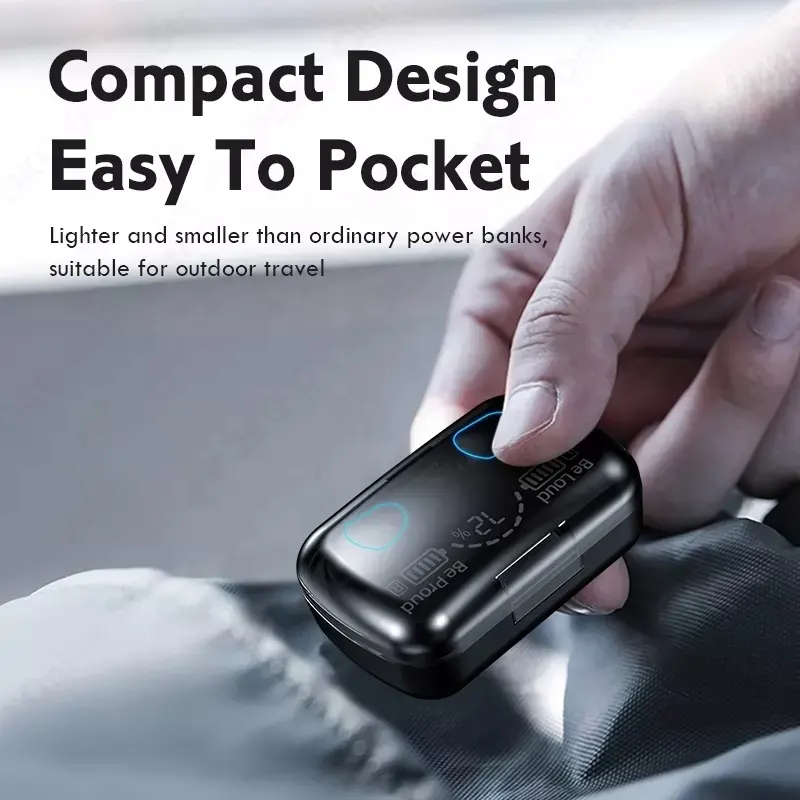 Compact Design
Easy To Pocket
Lighter and smaller than ordinary power banks,
suitable for outdoor travel
Be Loud
72%
Be Proud